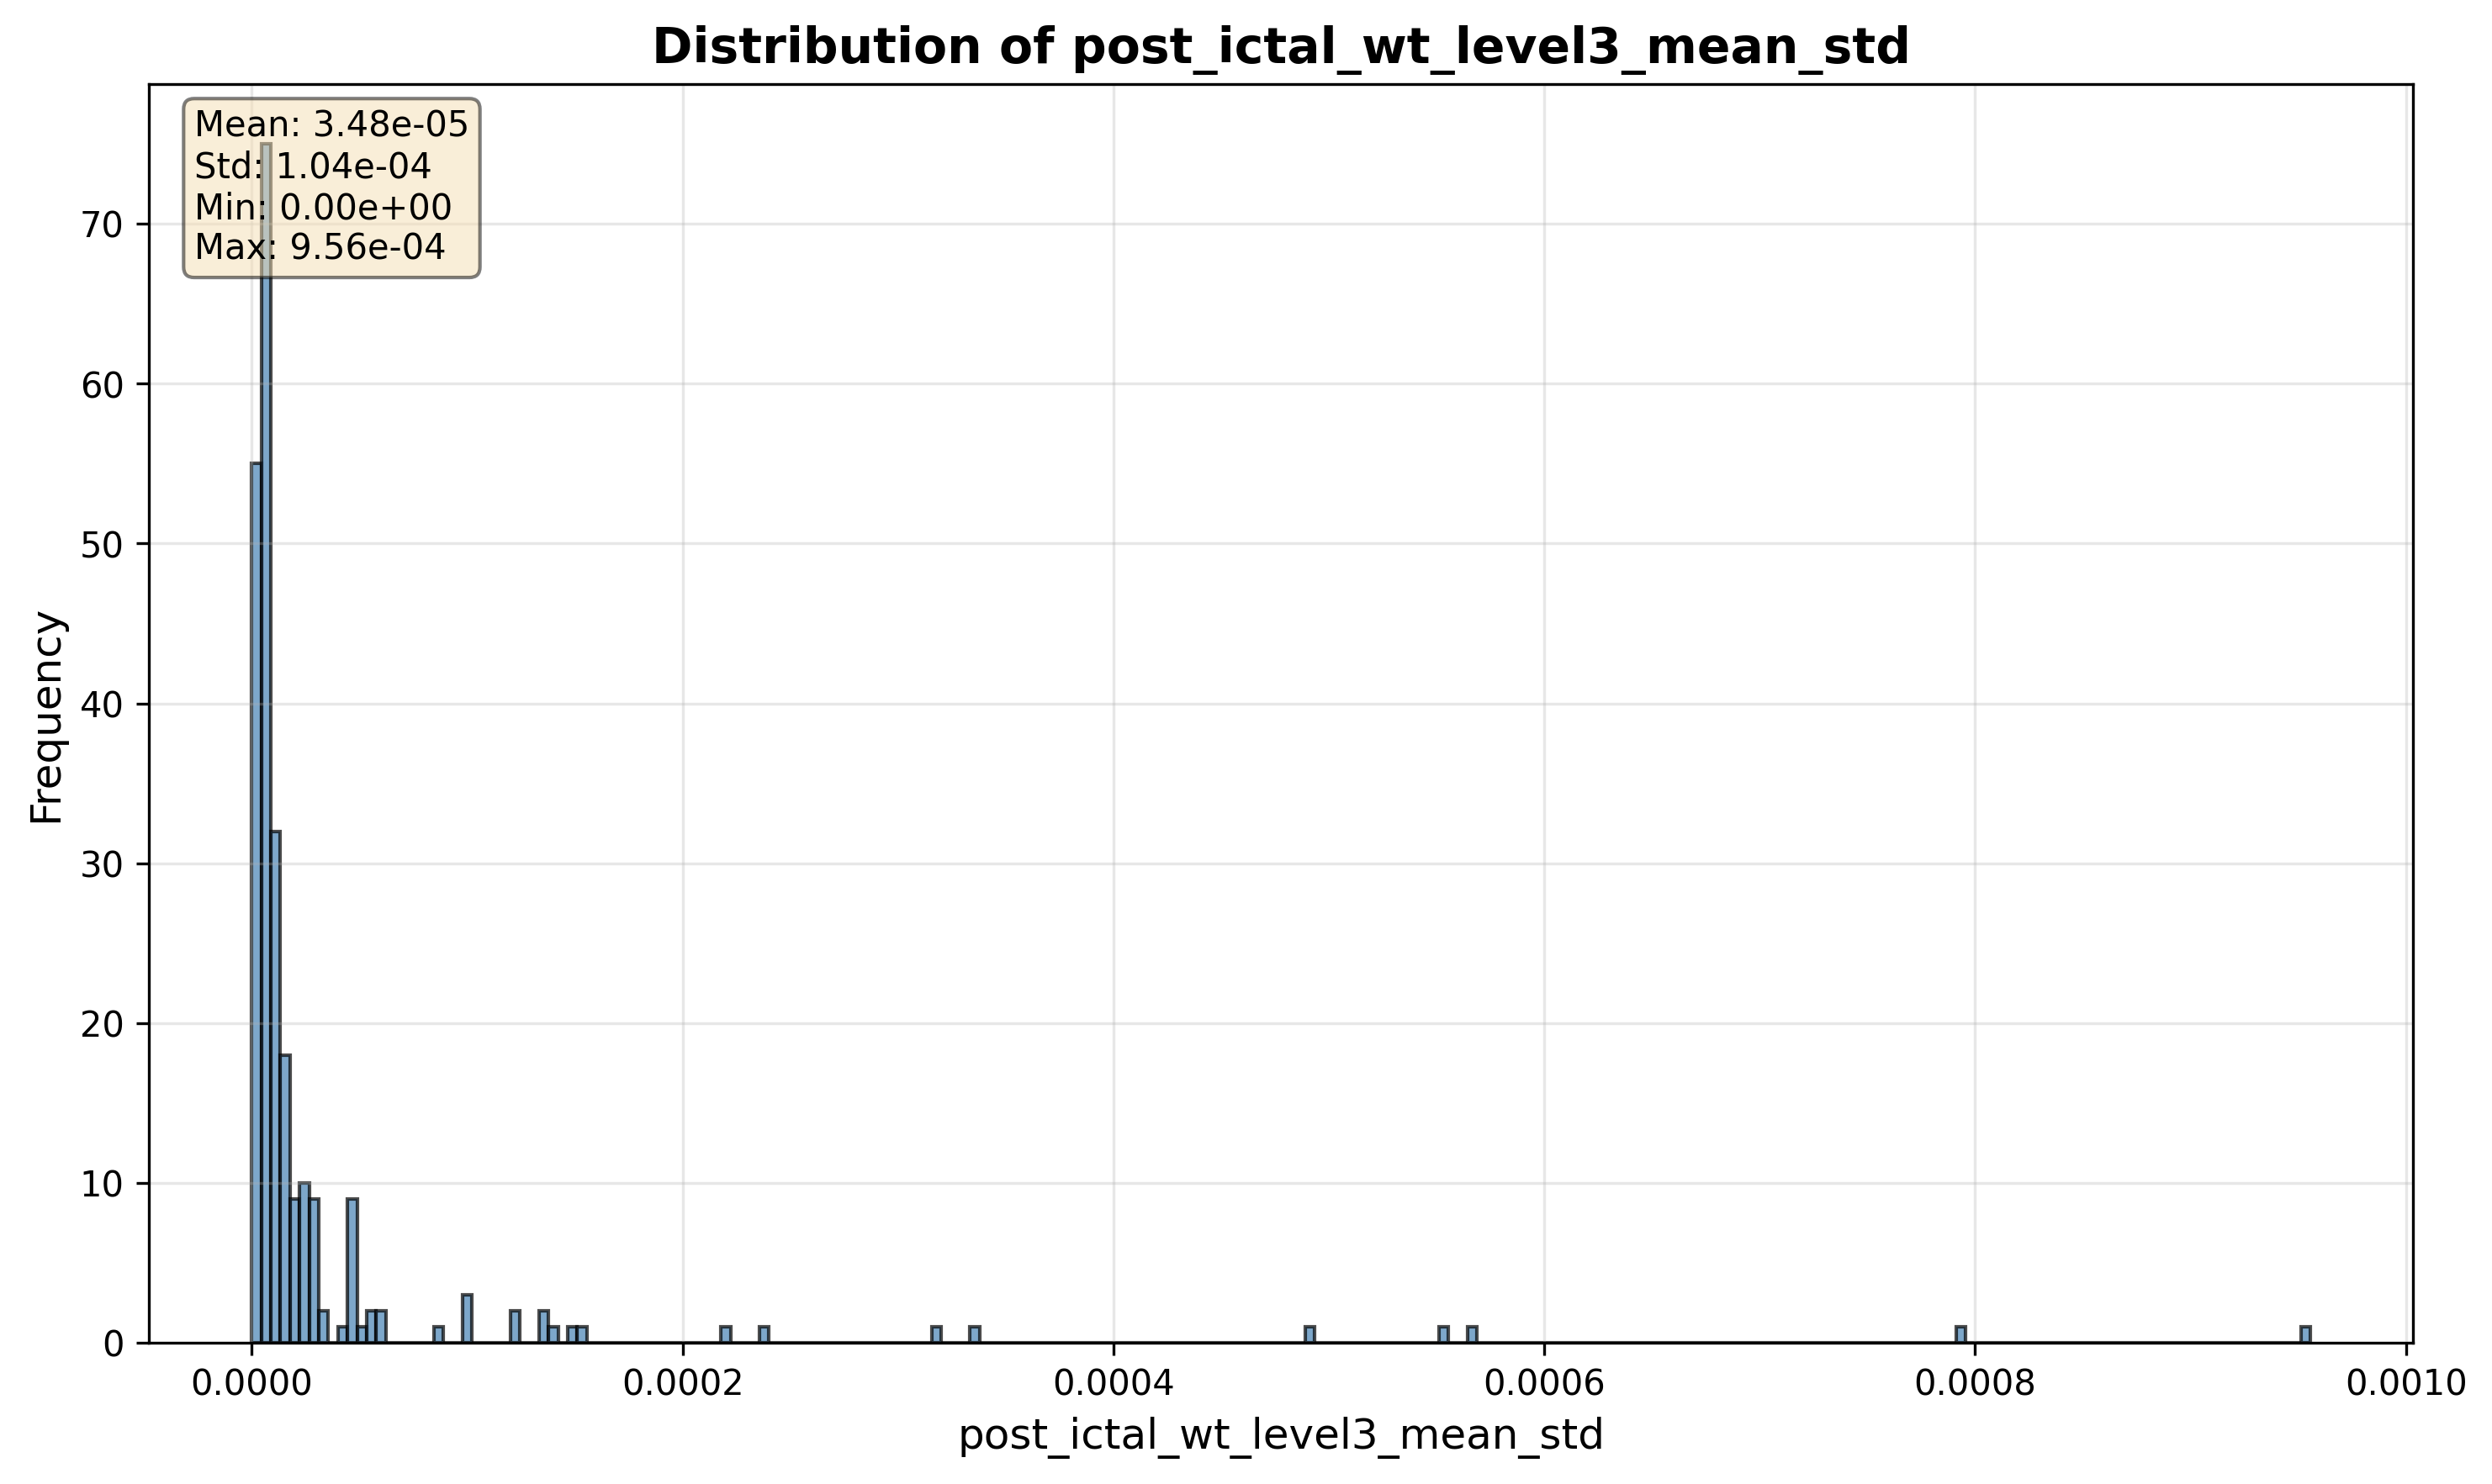 Distribution of post_ictal_wt_level3_mean_std
Mean: 3.48e-05
Std: 1.04e-04
Min: 0.00e+00
Max: 9.56e-04
70
60
50
40
30
20
10
0
Frequency
0.0000
0.0002
0.0004
0.0006
0.0008
0.0010
post_ictal_wt_level3_mean_std